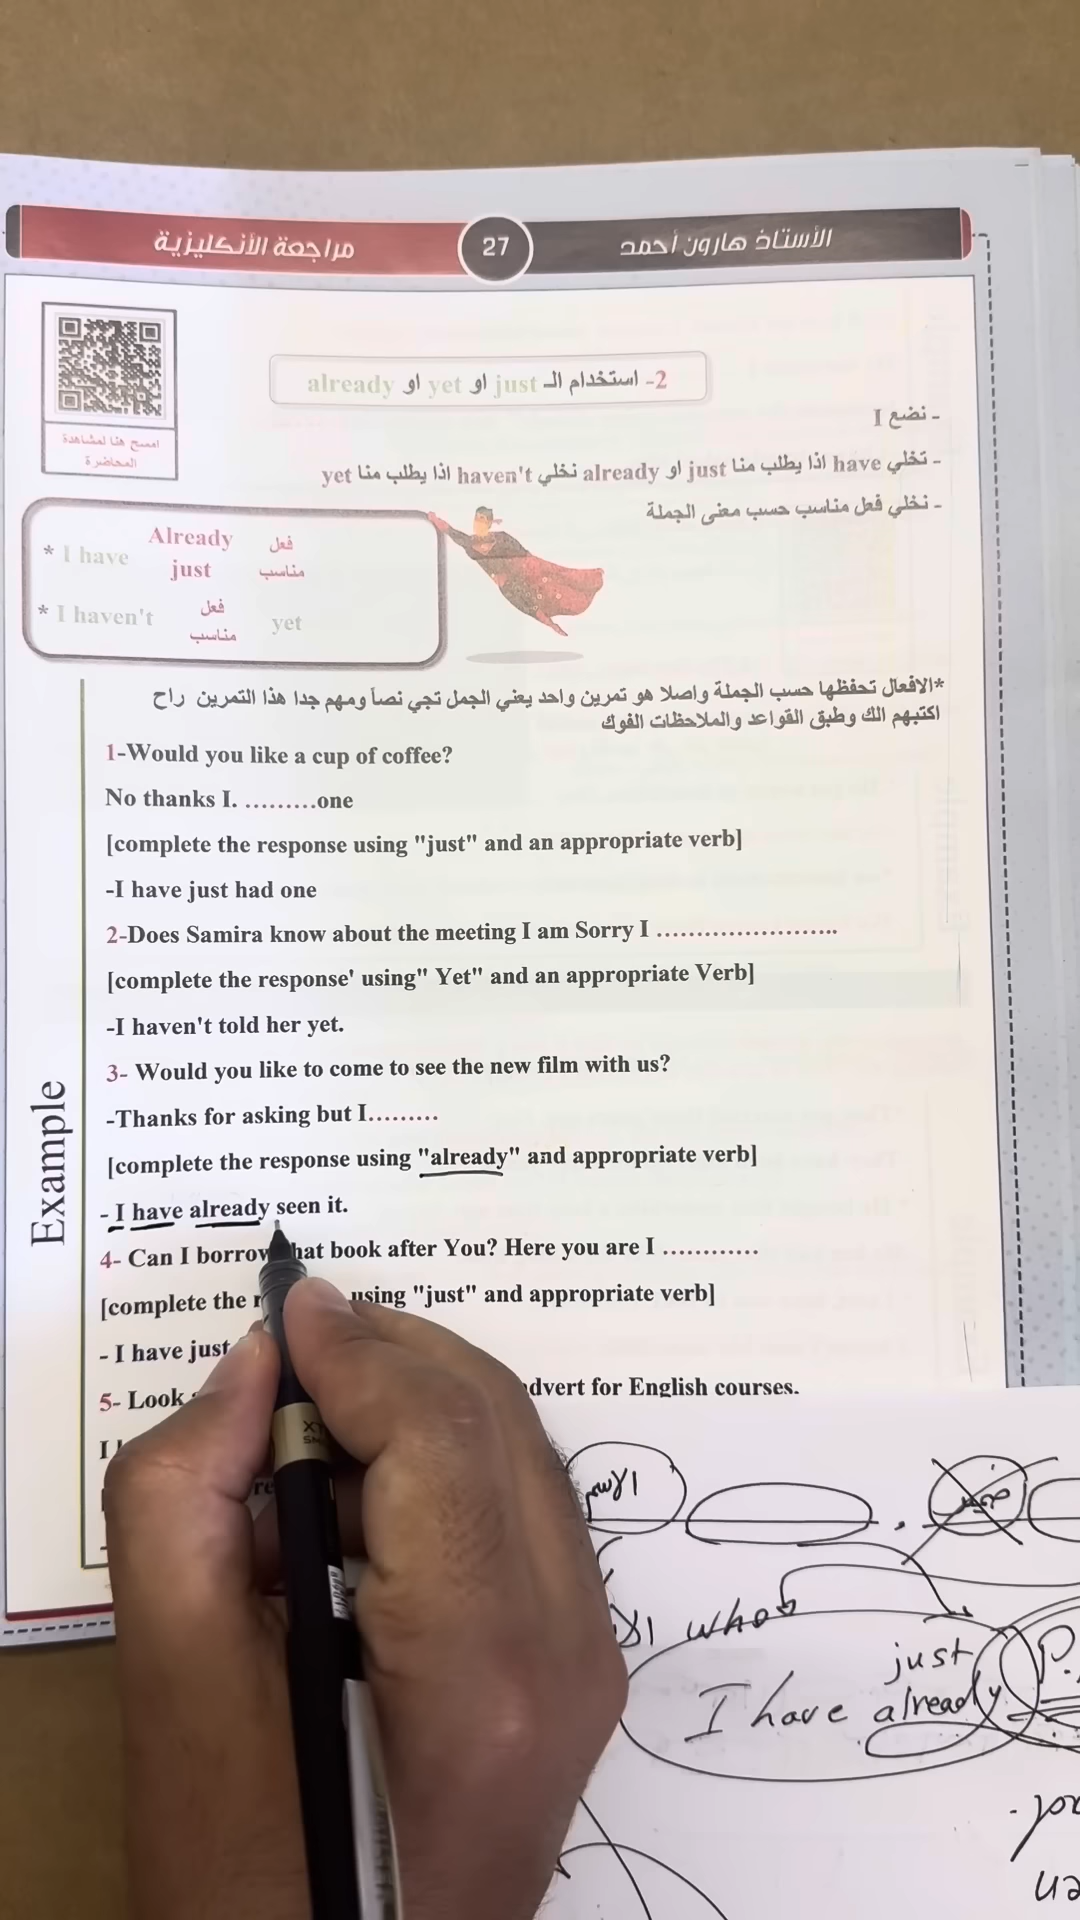 مراجعة الأنكليزية
27
الأستاذ هارون أحمد
امسح هنا لمشاهدة
المحاضرة
2- استخدام الـ just او yet او already
- نضع I
- تخلي have اذا يطلب منا just او already نخلي haven't اذا يطلب منا yet
- نخلي فعل مناسب حسب معنى الجملة
* I have Already just فعل مناسب
* I haven't فعل مناسب yet
*الافعال تحفظها حسب الجملة واصلا هو تمرين واحد يعني الجمل تجي نصاً ومهم جدا هذا التمرين راح
اكتبهم الك وطبق القواعد والملاحظات الفوك
Example
1-Would you like a cup of coffee?
No thanks I. .........one
[complete the response using "just" and an appropriate verb]
-I have just had one
2-Does Samira know about the meeting I am Sorry I ........................
[complete the response' using" Yet" and an appropriate Verb]
-I haven't told her yet.
3- Would you like to come to see the new film with us?
-Thanks for asking but I.........
[complete the response using "already" and appropriate verb]
- I have already seen it.
4- Can I borrow that book after You? Here you are I ............
[complete the using "just" and appropriate verb]
- I have just
5- Look advert for English courses.
I
الاسم
who
just
I have already